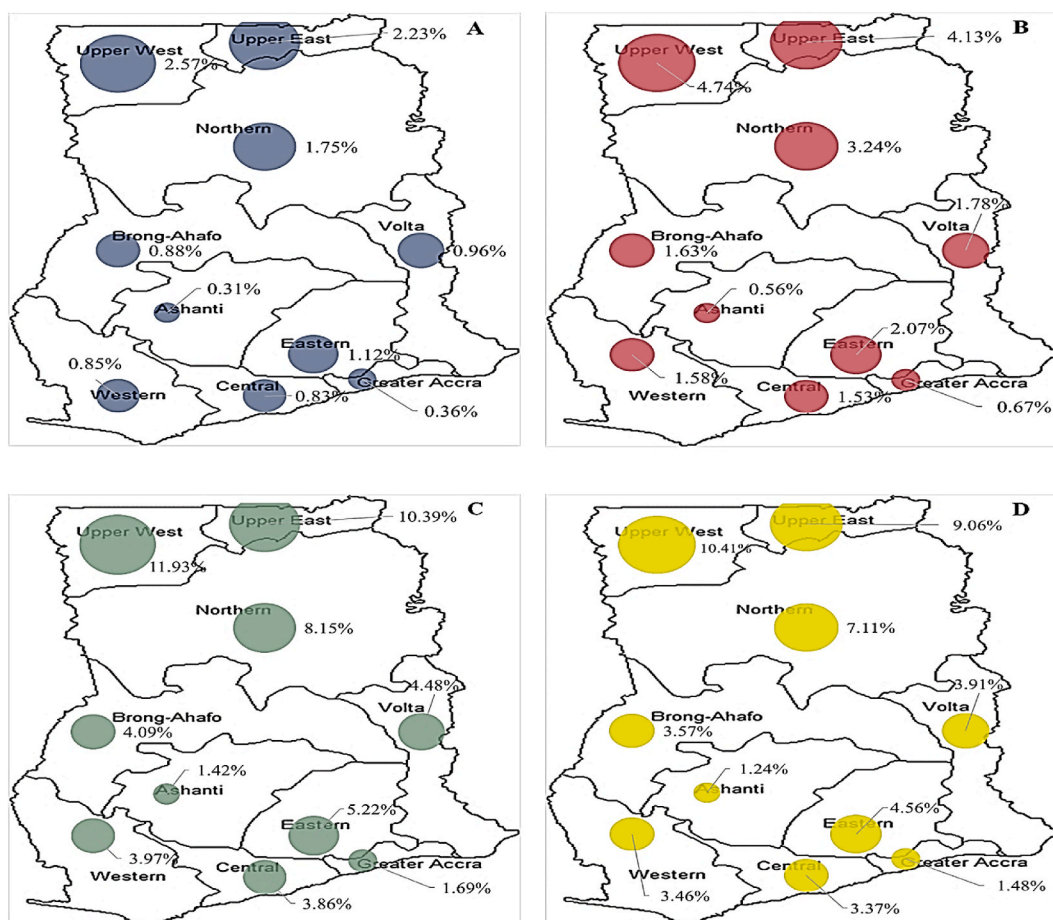 A
Upper West
2.57%
Upper East
2.23%
Northern
1.75%
Brong-Ahafo
0.88%
Volta
0.96%
0.31%
Ashanti
Eastern
1.12%
0.85%
Western
Central
0.83%
Greater Accra
0.36%
B
Upper West
4.74%
Upper East
4.13%
Northern
3.24%
Brong-Ahafo
1.63%
1.78%
Volta
0.56%
Ashanti
2.07%
Eastern
1.58%
Western
Central
1.53%
Greater Accra
0.67%
C
Upper West
11.93%
Upper East
10.39%
Northern
8.15%
Brong-Ahafo
4.09%
4.48%
Volta
1.42%
Ashanti
5.22%
Eastern
3.97%
Western
Central
3.86%
Greater Accra
1.69%
D
Upper West
10.41%
Upper East
9.06%
Northern
7.11%
Brong-Ahafo
3.57%
3.91%
Volta
1.24%
Ashanti
4.56%
Eastern
Western
3.46%
Central
3.37%
Greater Accra
1.48%